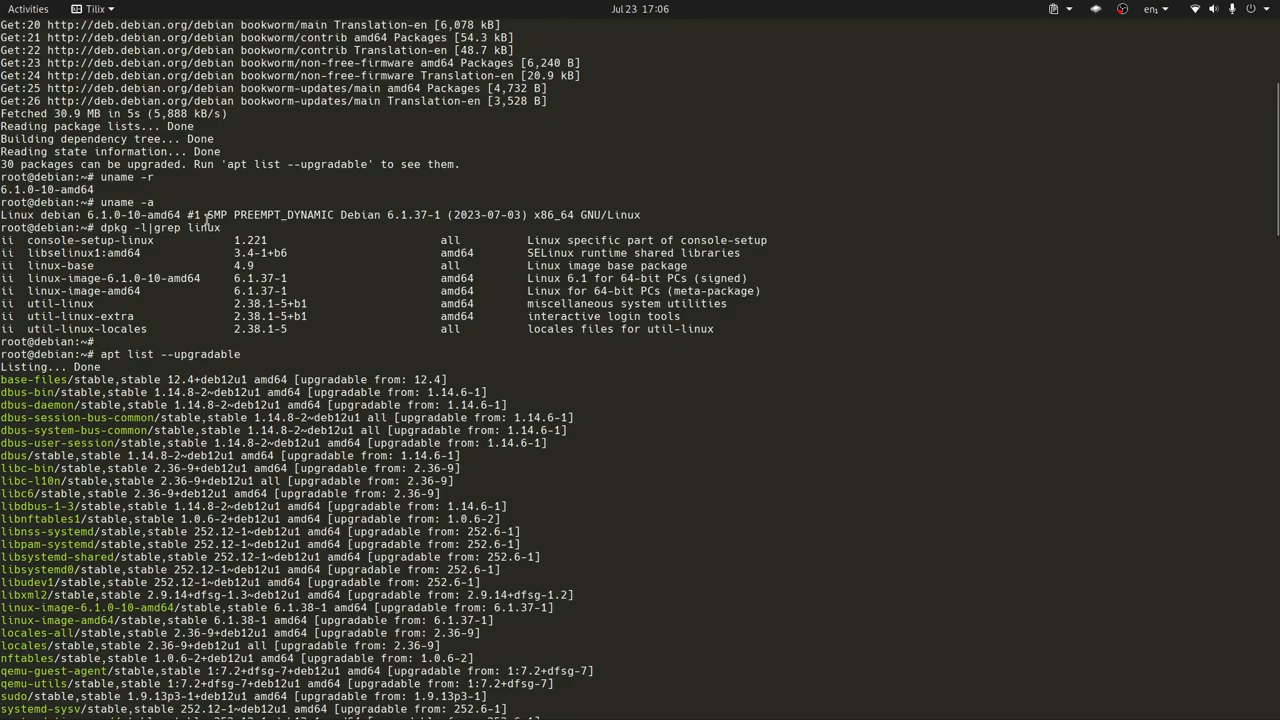 Activities Tilix Jul 23 17:06 en1
Get:20 http://deb.debian.org/debian bookworm/main Translation-en [6,078 kB]
Get:21 http://deb.debian.org/debian bookworm/contrib amd64 Packages [54.3 kB]
Get:22 http://deb.debian.org/debian bookworm/contrib Translation-en [48.7 kB]
Get:23 http://deb.debian.org/debian bookworm/non-free-firmware amd64 Packages [6,240 B]
Get:24 http://deb.debian.org/debian bookworm/non-free-firmware Translation-en [20.9 kB]
Get:25 http://deb.debian.org/debian bookworm-updates/main amd64 Packages [4,732 B]
Get:26 http://deb.debian.org/debian bookworm-updates/main Translation-en [3,528 B]
Fetched 30.9 MB in 5s (5,888 kB/s)
Reading package lists... Done
Building dependency tree... Done
Reading state information... Done
30 packages can be upgraded. Run 'apt list --upgradable' to see them.
root@debian:~# uname -r
6.1.0-10-amd64
root@debian:~# uname -a
Linux debian 6.1.0-10-amd64 #1 SMP PREEMPT_DYNAMIC Debian 6.1.37-1 (2023-07-03) x86_64 GNU/Linux
root@debian:~# dpkg -l|grep linux
ii console-setup-linux 1.221 all Linux specific part of console-setup
ii libselinux1:amd64 3.4-1+b6 amd64 SELinux runtime shared libraries
ii linux-base 4.9 all Linux image base package
ii linux-image-6.1.0-10-amd64 6.1.37-1 amd64 Linux 6.1 for 64-bit PCs (signed)
ii linux-image-amd64 6.1.37-1 amd64 Linux for 64-bit PCs (meta-package)
ii util-linux 2.38.1-5+b1 amd64 miscellaneous system utilities
ii util-linux-extra 2.38.1-5+b1 amd64 interactive login tools
ii util-linux-locales 2.38.1-5 all locales files for util-linux
root@debian:~#
root@debian:~# apt list --upgradable
Listing... Done
base-files/stable,stable 12.4+deb12u1 amd64 [upgradable from: 12.4]
dbus-bin/stable,stable 1.14.8-2~deb12u1 amd64 [upgradable from: 1.14.6-1]
dbus-daemon/stable,stable 1.14.8-2~deb12u1 amd64 [upgradable from: 1.14.6-1]
dbus-session-bus-common/stable,stable 1.14.8-2~deb12u1 all [upgradable from: 1.14.6-1]
dbus-system-bus-common/stable,stable 1.14.8-2~deb12u1 all [upgradable from: 1.14.6-1]
dbus-user-session/stable,stable 1.14.8-2~deb12u1 amd64 [upgradable from: 1.14.6-1]
dbus/stable,stable 1.14.8-2~deb12u1 amd64 [upgradable from: 1.14.6-1]
libc-bin/stable,stable 2.36-9+deb12u1 amd64 [upgradable from: 2.36-9]
libc-l10n/stable,stable 2.36-9+deb12u1 all [upgradable from: 2.36-9]
libc6/stable,stable 2.36-9+deb12u1 amd64 [upgradable from: 2.36-9]
libdbus-1-3/stable,stable 1.14.8-2~deb12u1 amd64 [upgradable from: 1.14.6-1]
libnftables1/stable,stable 1.0.6-2+deb12u1 amd64 [upgradable from: 1.0.6-2]
libnss-systemd/stable,stable 252.12-1~deb12u1 amd64 [upgradable from: 252.6-1]
libpam-systemd/stable,stable 252.12-1~deb12u1 amd64 [upgradable from: 252.6-1]
libsystemd-shared/stable,stable 252.12-1~deb12u1 amd64 [upgradable from: 252.6-1]
libsystemd0/stable,stable 252.12-1~deb12u1 amd64 [upgradable from: 252.6-1]
libudev1/stable,stable 252.12-1~deb12u1 amd64 [upgradable from: 252.6-1]
libxml2/stable,stable 2.9.14+dfsg-1.3~deb12u1 amd64 [upgradable from: 2.9.14+dfsg-1.2]
linux-image-6.1.0-10-amd64/stable,stable 6.1.38-1 amd64 [upgradable from: 6.1.37-1]
linux-image-amd64/stable,stable 6.1.38-1 amd64 [upgradable from: 6.1.37-1]
locales-all/stable,stable 2.36-9+deb12u1 amd64 [upgradable from: 2.36-9]
locales/stable,stable 2.36-9+deb12u1 all [upgradable from: 2.36-9]
nftables/stable,stable 1.0.6-2+deb12u1 amd64 [upgradable from: 1.0.6-2]
qemu-guest-agent/stable,stable 1:7.2+dfsg-7+deb12u1 amd64 [upgradable from: 1:7.2+dfsg-7]
qemu-utils/stable,stable 1:7.2+dfsg-7+deb12u1 amd64 [upgradable from: 1:7.2+dfsg-7]
sudo/stable,stable 1.9.13p3-1+deb12u1 amd64 [upgradable from: 1.9.13p3-1]
systemd-sysv/stable,stable 252.12-1~deb12u1 amd64 [upgradable from: 252.6-1]